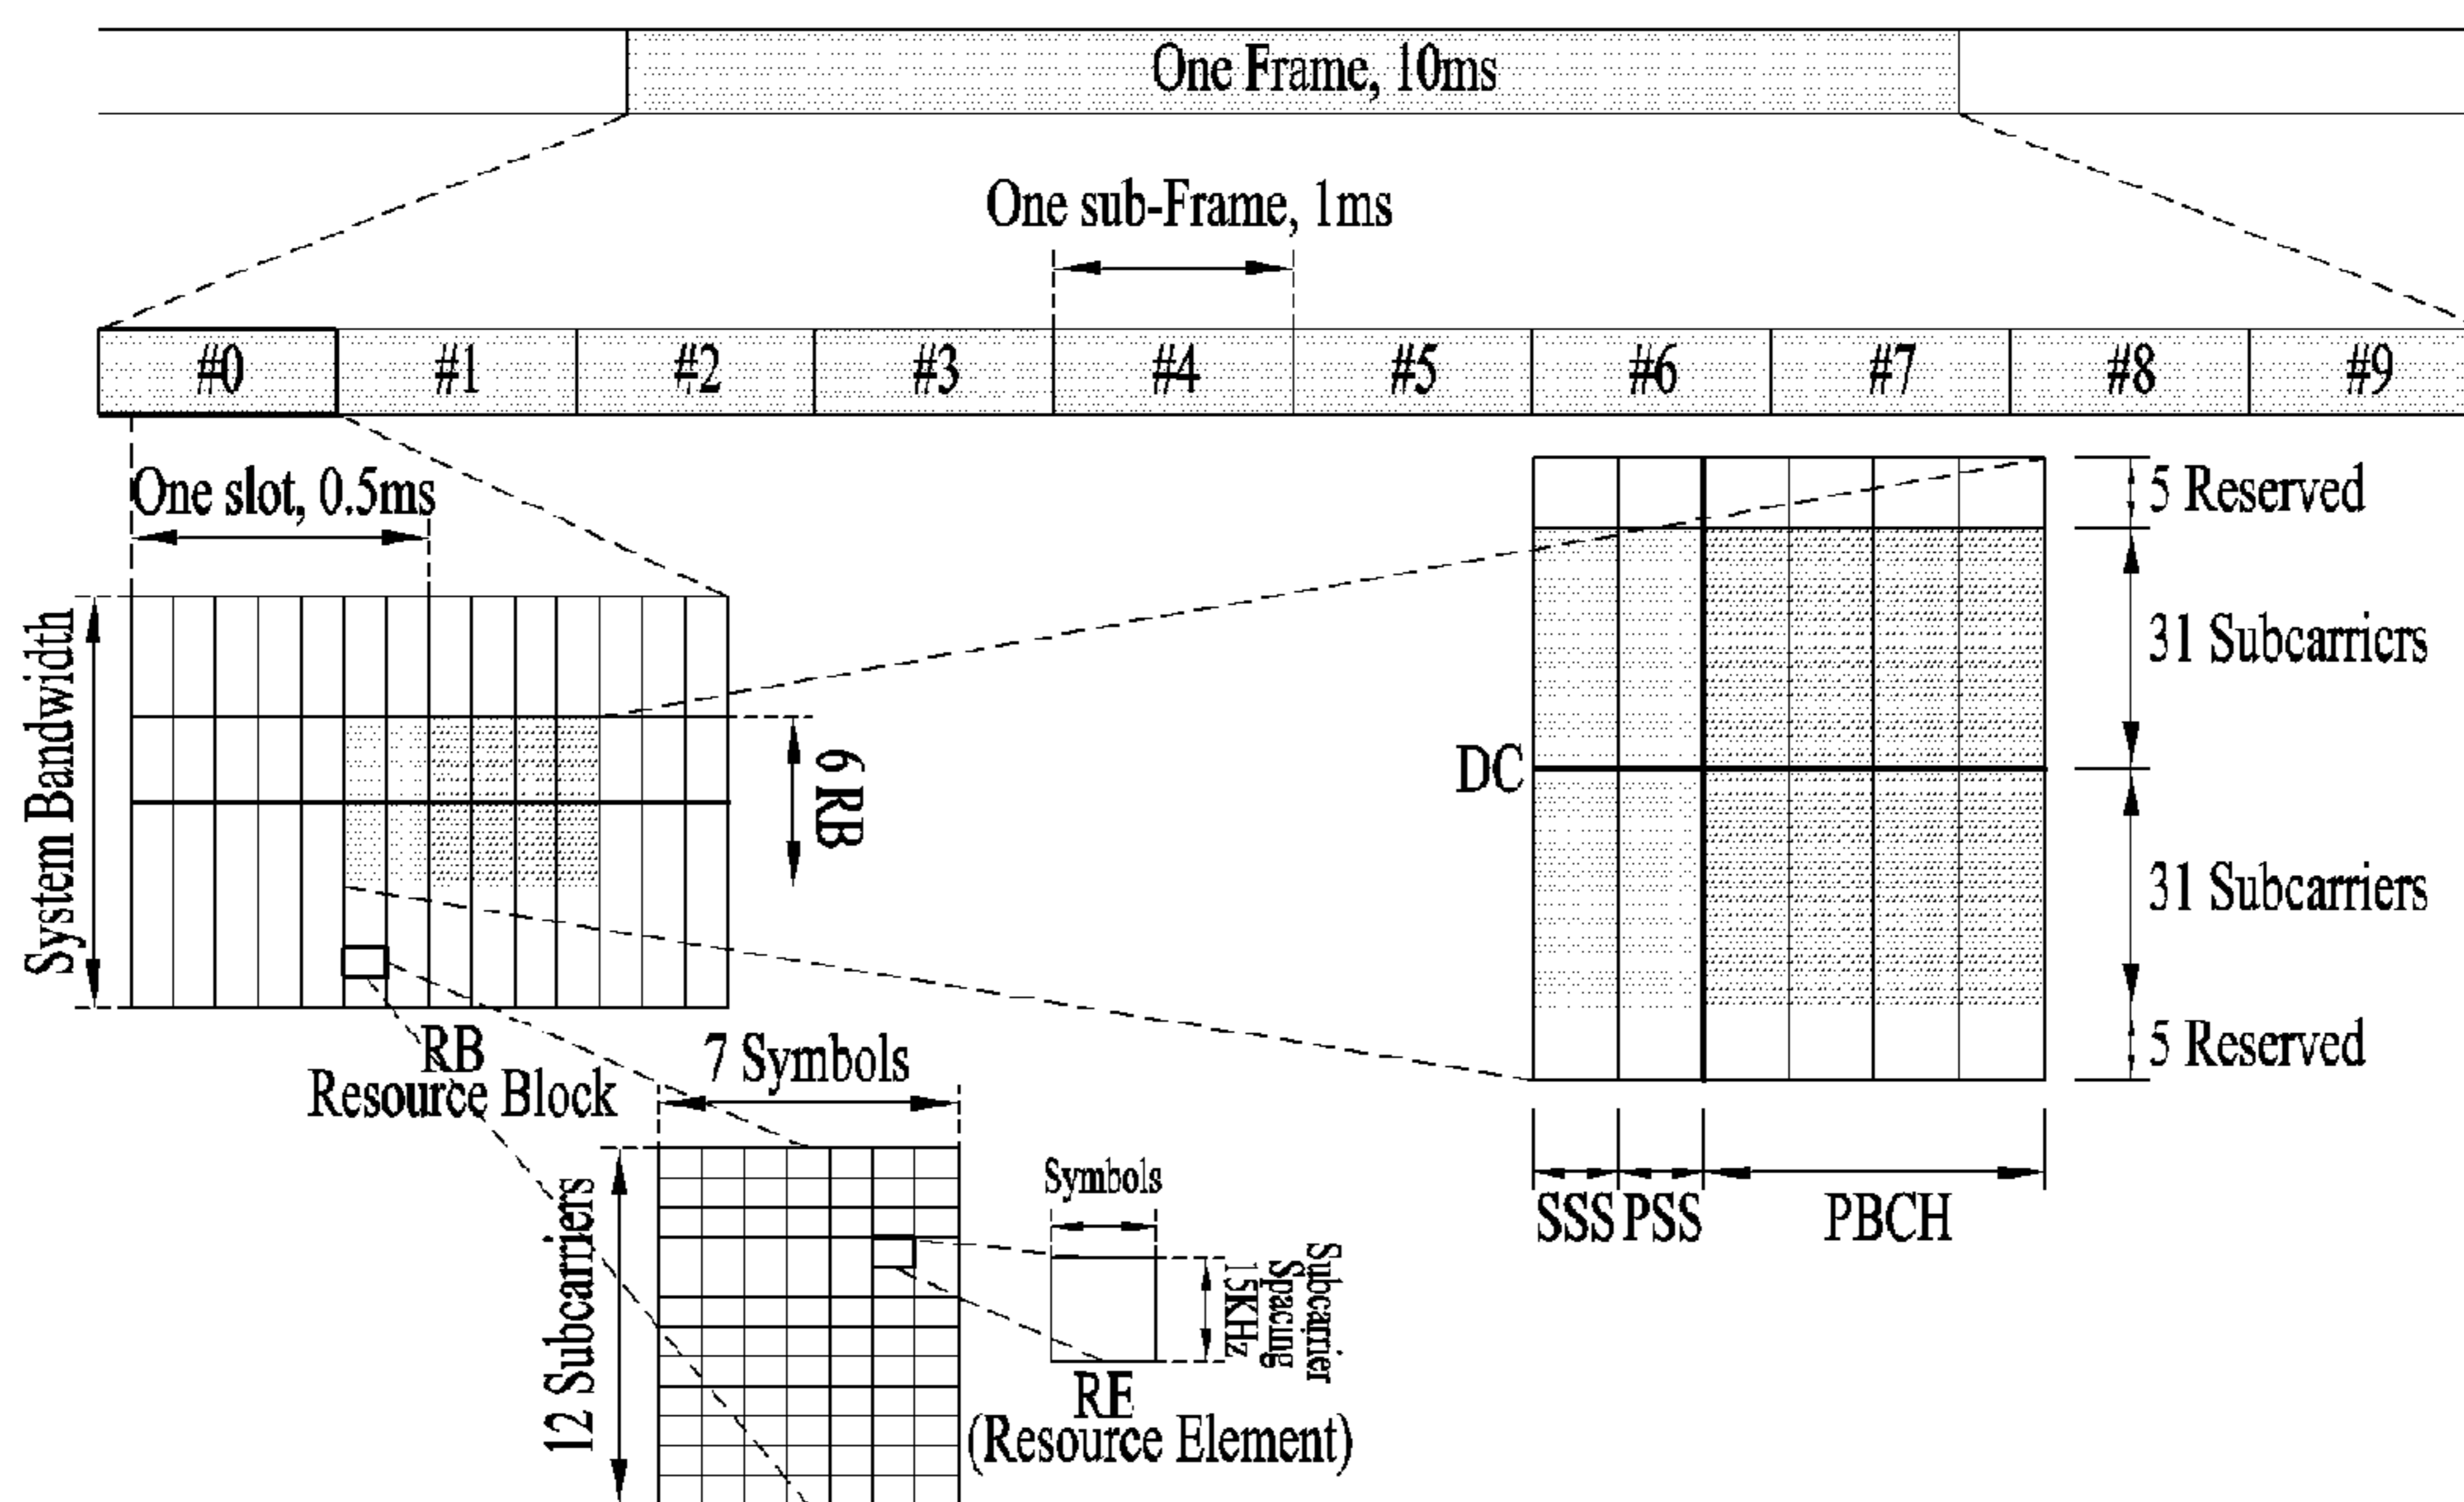 One Frame, 10ms
One sub-Frame, 1ms
#0 #1 #2 #3 #4 #5 #6 #7 #8 #9
One slot, 0.5ms
System Bandwidth
6 RB
RB
Resource Block
7 Symbols
12 Subcarriers
Symbols
Subcarrier
Spacing
15KHz
RE
(Resource Element)
5 Reserved
31 Subcarriers
DC
31 Subcarriers
5 Reserved
SSS PSS PBCH